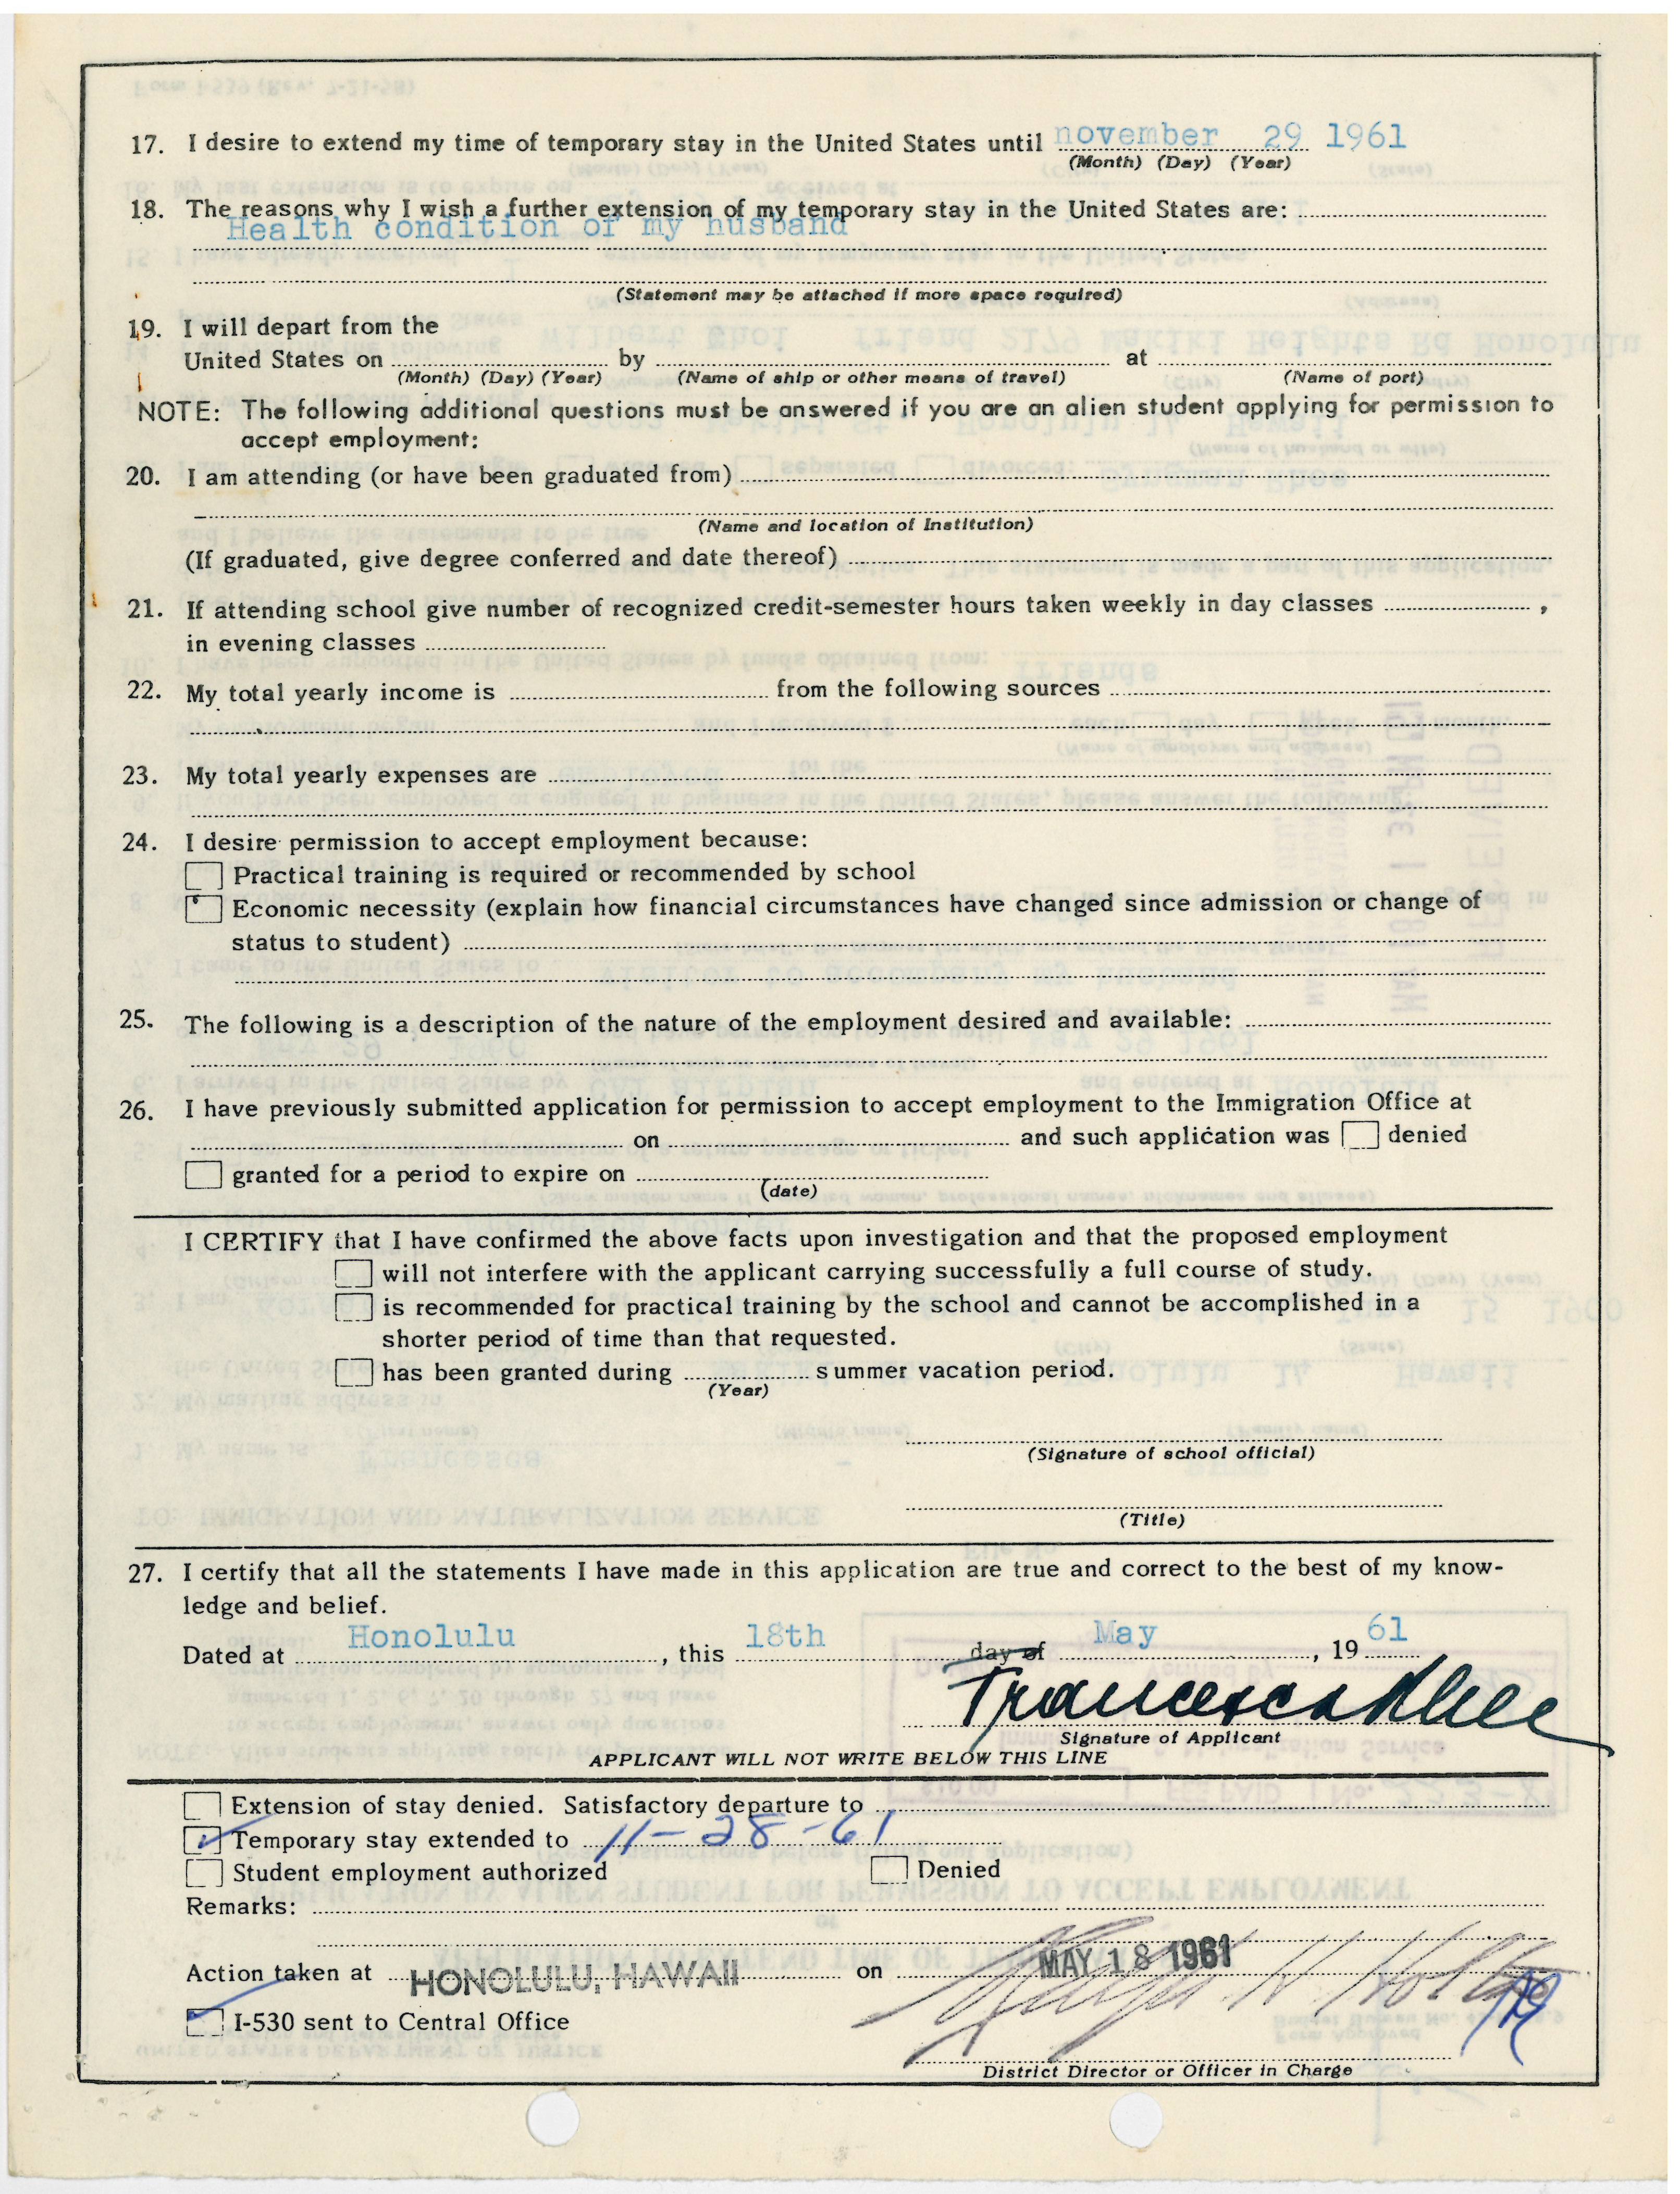 17. I desire to extend my time of temporary stay in the United States until november 29 1961
(Month) (Day) (Year)
18. The reasons why I wish a further extension of my temporary stay in the United States are:
Health condition of my husband
(Statement may be attached if more space required)
19. I will depart from the
United States on by at
(Month) (Day) (Year) (Name of ship or other means of travel) (Name of port)
NOTE: The following additional questions must be answered if you are an alien student applying for permission to
accept employment:
20. I am attending (or have been graduated from)
(Name and location of Institution)
(If graduated, give degree conferred and date thereof)
21. If attending school give number of recognized credit-semester hours taken weekly in day classes ,
in evening classes
22. My total yearly income is from the following sources
23. My total yearly expenses are
24. I desire permission to accept employment because:
Practical training is required or recommended by school
Economic necessity (explain how financial circumstances have changed since admission or change of
status to student)
25. The following is a description of the nature of the employment desired and available:
26. I have previously submitted application for permission to accept employment to the Immigration Office at
on and such application was denied
granted for a period to expire on
(date)
I CERTIFY that I have confirmed the above facts upon investigation and that the proposed employment
will not interfere with the applicant carrying successfully a full course of study.
is recommended for practical training by the school and cannot be accomplished in a
shorter period of time than that requested.
has been granted during summer vacation period.
(Year)
(Signature of school official)
(Title)
27. I certify that all the statements I have made in this application are true and correct to the best of my know-
ledge and belief.
Dated at Honolulu, this 18th day of May, 19 61
Francesca Rhee
Signature of Applicant
APPLICANT WILL NOT WRITE BELOW THIS LINE
Extension of stay denied. Satisfactory departure to
Temporary stay extended to 11-28-61
Student employment authorized Denied
Remarks:
Action taken at HONOLULU, HAWAII on MAY 18 1961
I-530 sent to Central Office
District Director or Officer in Charge